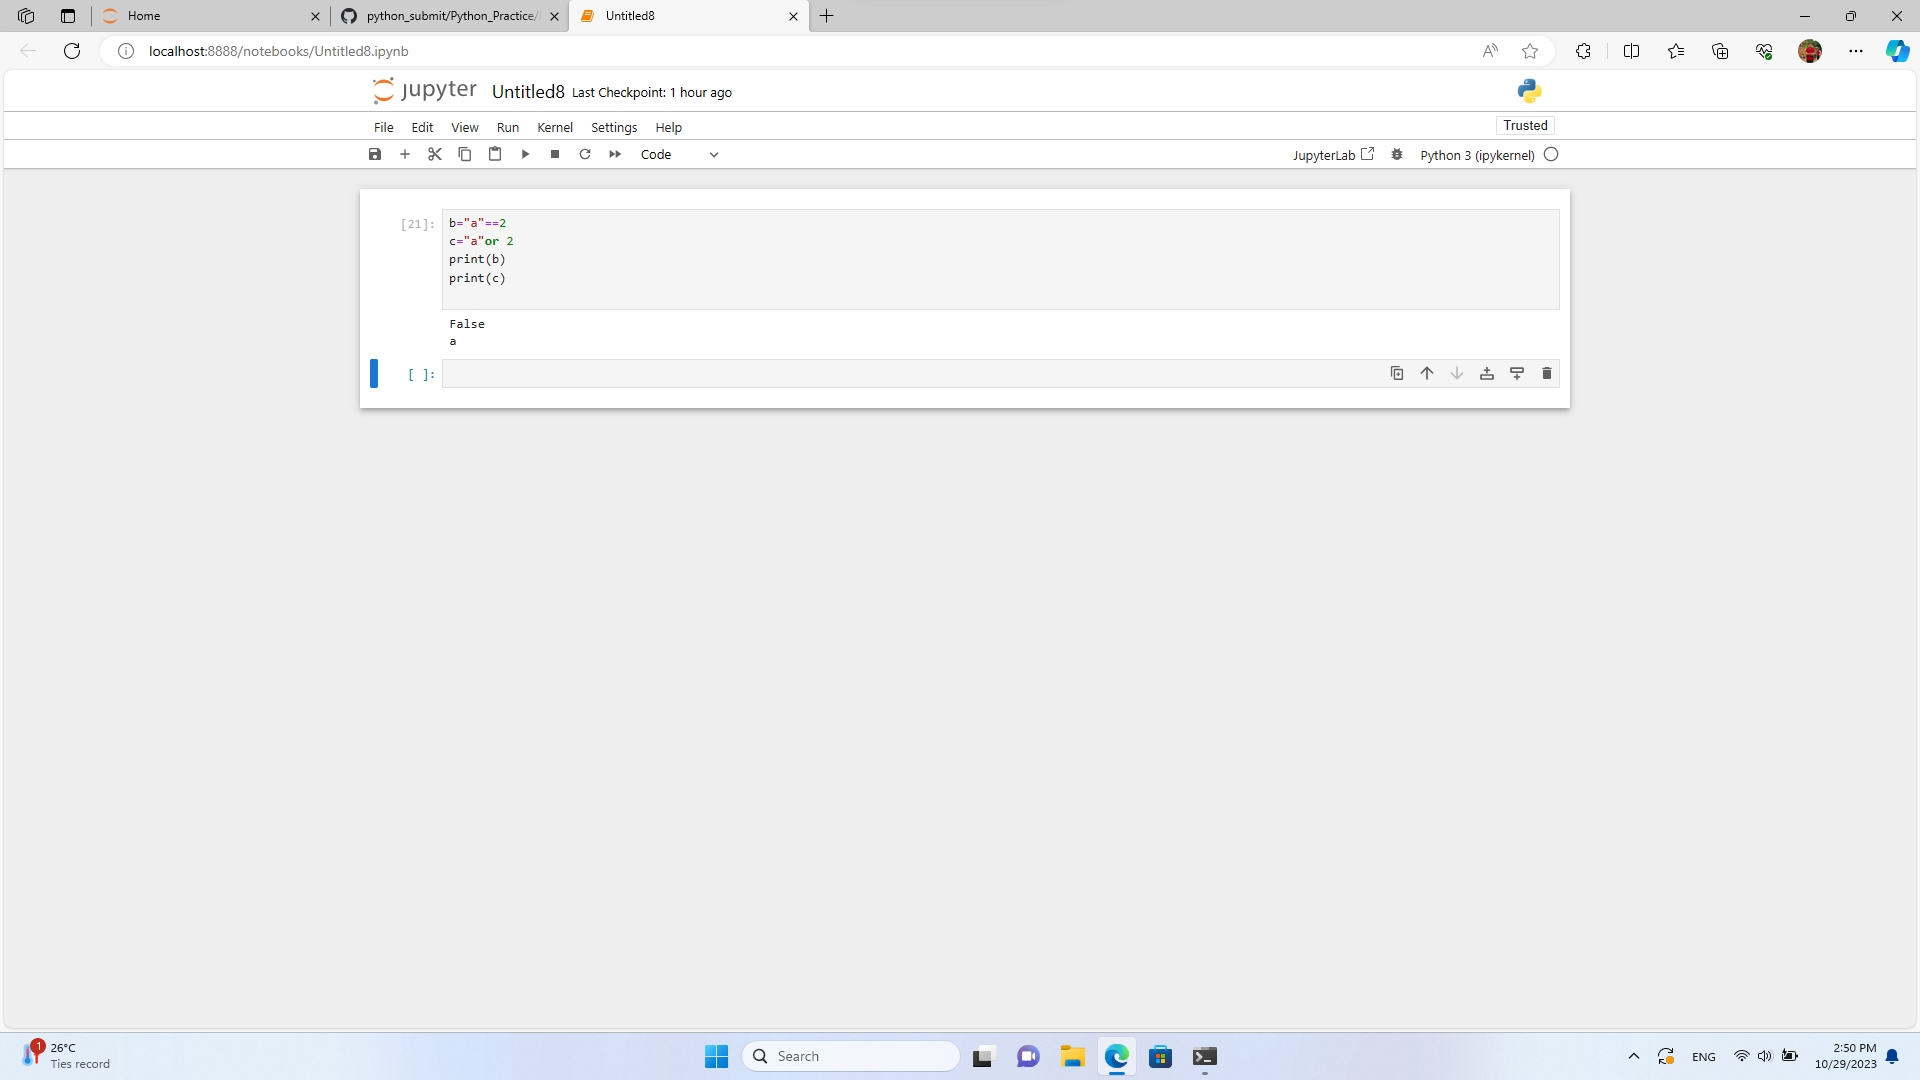 Home
python_submit/Python_Practice/
Untitled8
localhost:8888/notebooks/Untitled8.ipynb
jupyter Untitled8 Last Checkpoint: 1 hour ago
File Edit View Run Kernel Settings Help
Trusted
Code
JupyterLab
Python 3 (ipykernel)
[21]:
b="a"==2
c="a"or 2
print(b)
print(c)
False
a
[ ]:
1
26°C
Ties record
Search
ENG
2:50 PM
10/29/2023